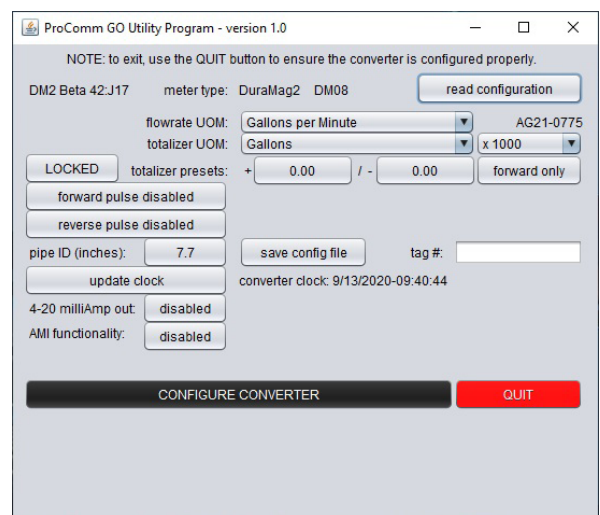 ProComm GO Utility Program - version 1.0
NOTE: to exit, use the QUIT button to ensure the converter is configured properly.
DM2 Beta 42:J17 meter type: DuraMag2 DM08 read configuration
flowrate UOM: Gallons per Minute AG21-0775
totalizer UOM: Gallons x 1000
LOCKED totalizer presets: + 0.00 / - 0.00 forward only
forward pulse disabled
reverse pulse disabled
pipe ID (inches): 7.7 save config file tag #:
update clock converter clock: 9/13/2020-09:40:44
4-20 milliAmp out: disabled
AMI functionality: disabled
CONFIGURE CONVERTER QUIT